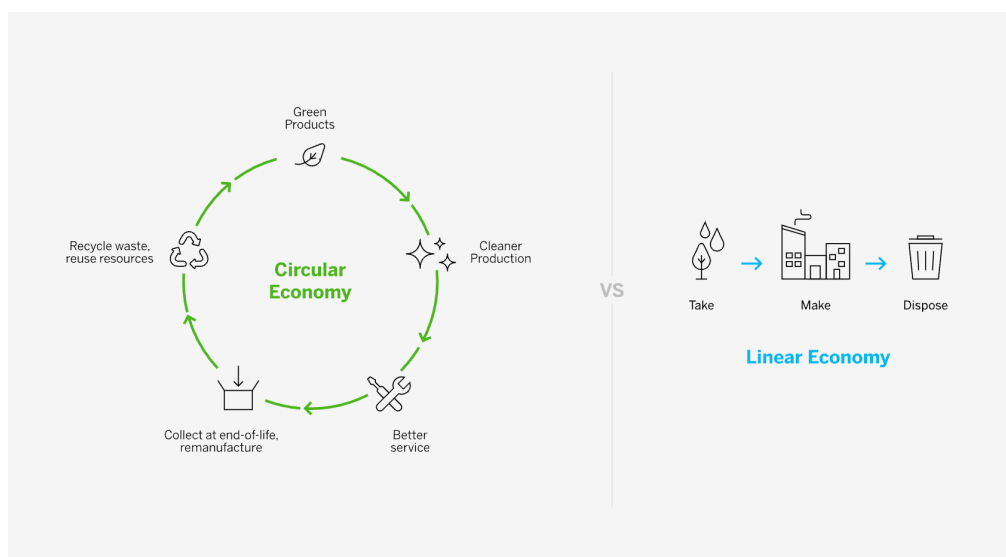 Green
Products
Cleaner
Production
Better
service
Collect at end-of-life,
remanufacture
Recycle waste,
reuse resources
Circular
Economy
VS
Take
Make
Dispose
Linear Economy